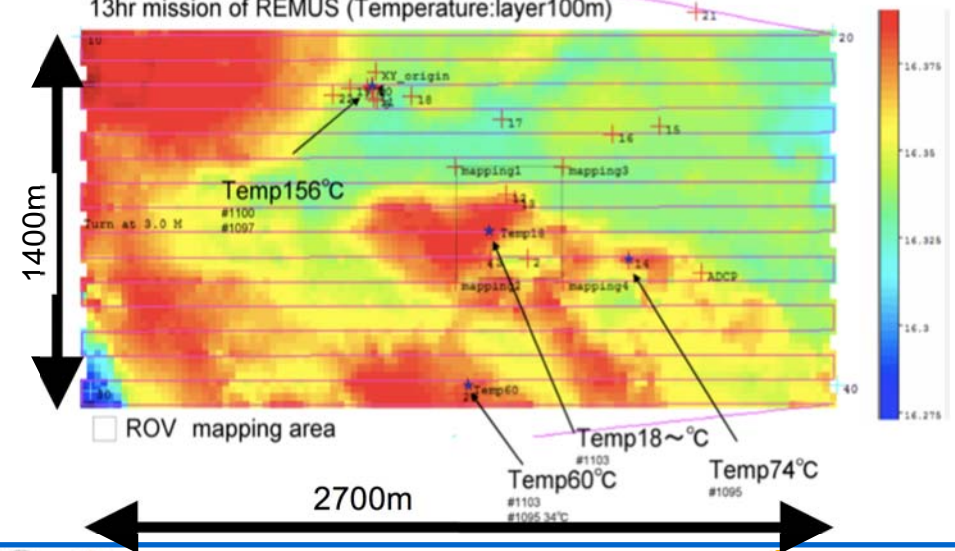 13hr mission of REMUS (Temperature:layer100m)
21
10
20
16.375
XY_origin
18
17
16
15
16.35
mapping1
mapping3
Temp156℃
#1100
#1097
12
13
Turn at 3.0 M
Temp18
1400m
16.325
2
14
ADCP
mapping2
mapping4
16.3
Temp60
40
16.275
ROV mapping area
Temp18～℃
#1103
Temp74℃
#1095
Temp60℃
#1103
#1095 34℃
2700m